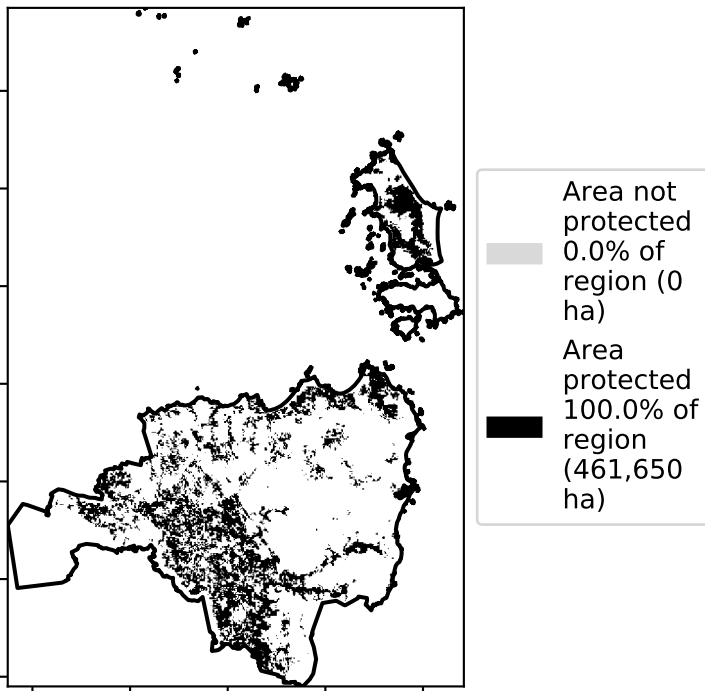 Area not
protected
0.0% of
region (0
ha)
Area
protected
100.0% of
region
(461,650
ha)